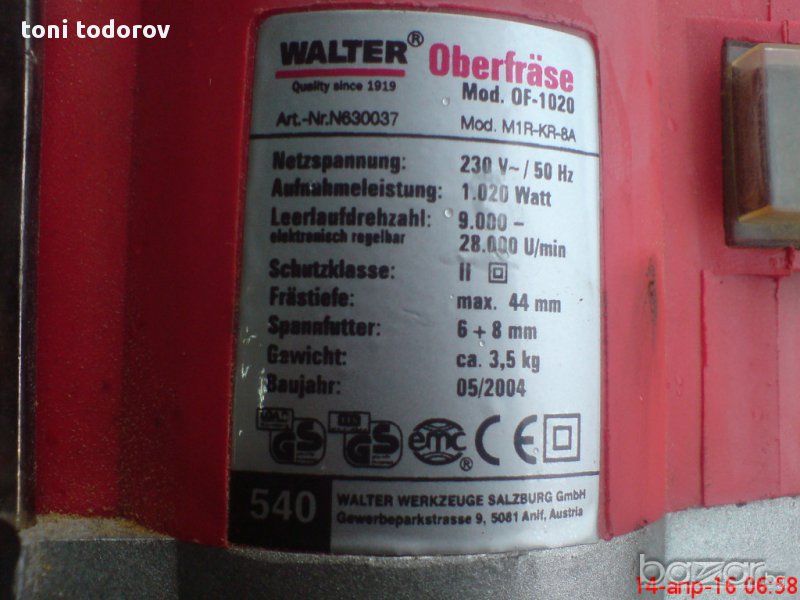 toni todorov
WALTER® Oberfräse
Quality since 1919
Mod. OF-1020
Art.-Nr.N630037
Mod. M1R-KR-8A
Netzspannung: 230 V~ / 50 Hz
Aufnahmeleistung: 1.020 Watt
Leerlaufdrehzahl: 9.000 –
elektronisch regelbar 28.000 U/min
Schutzklasse: II
Frästiefe: max. 44 mm
Spannfutter: 6 + 8 mm
Gewicht: ca. 3,5 kg
Baujahr: 05/2004
GS GS emc® CE
540
WALTER WERKZEUGE SALZBURG GmbH
Gewerbeparkstrasse 9, 5081 Anif, Austria
bazar
14-апр-16 06:58